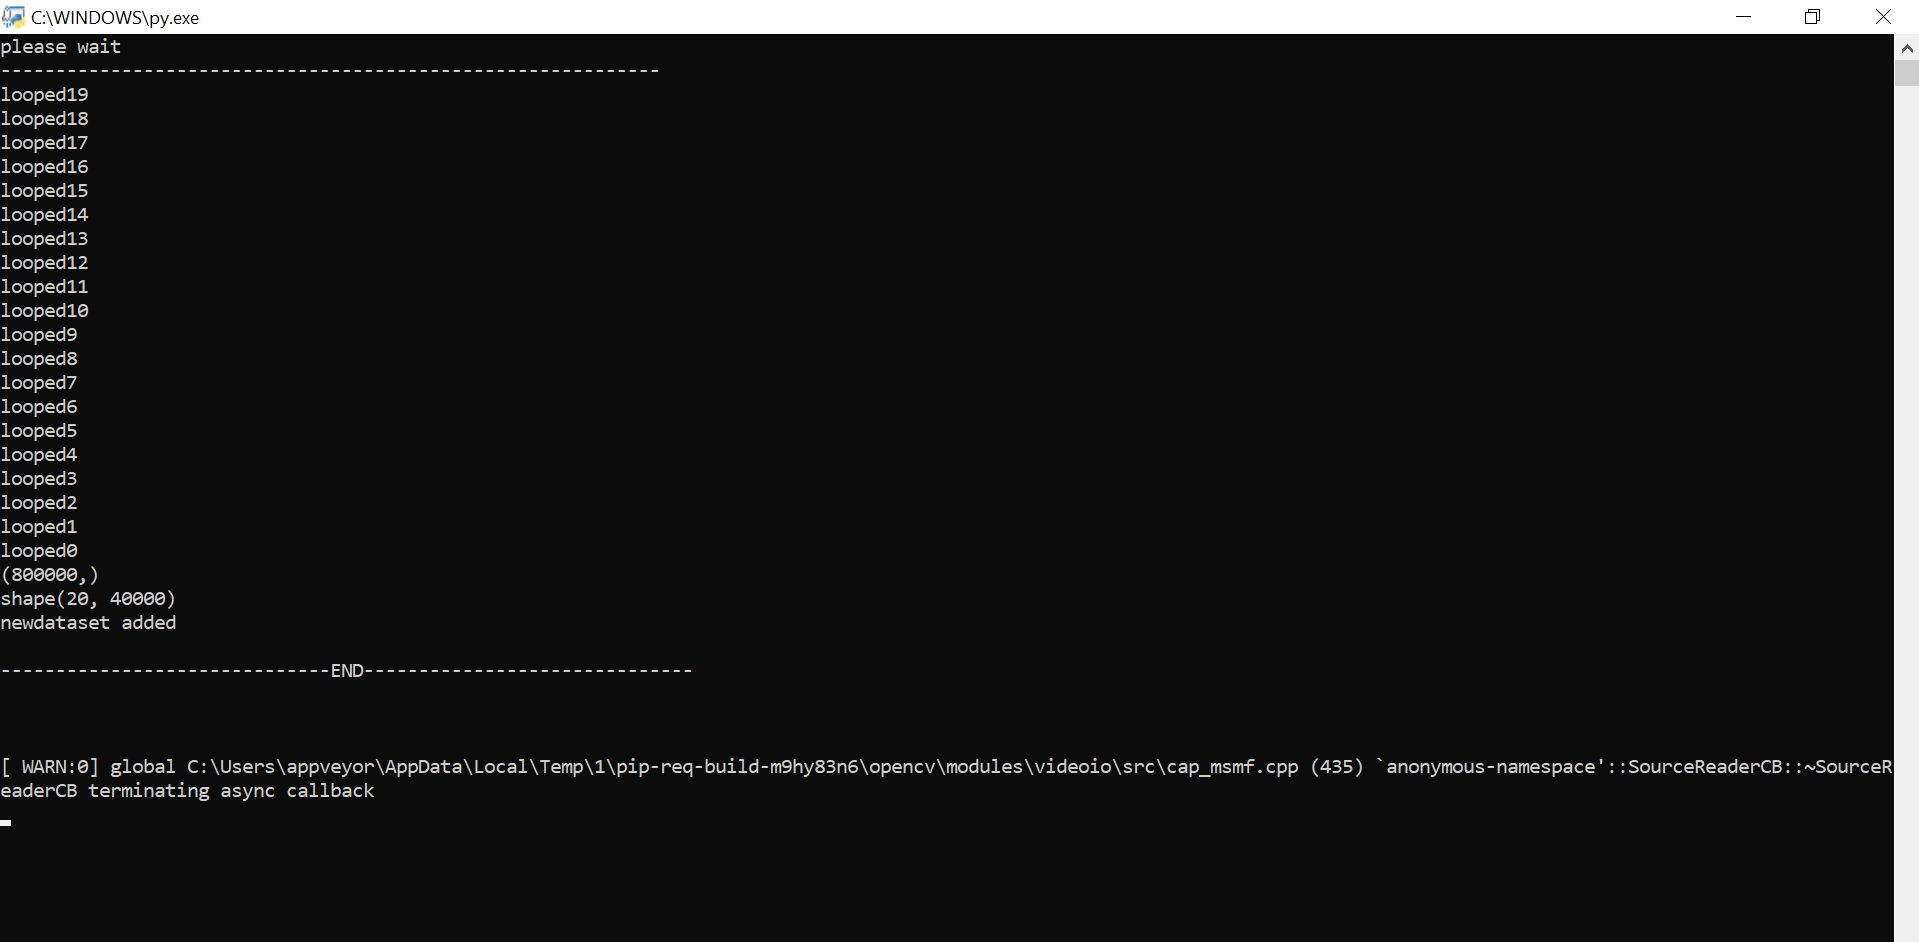 C:\WINDOWS\py.exe
please wait
------------------------------------------------------------
looped19
looped18
looped17
looped16
looped15
looped14
looped13
looped12
looped11
looped10
looped9
looped8
looped7
looped6
looped5
looped4
looped3
looped2
looped1
looped0
(800000,)
shape(20, 40000)
newdataset added
------------------------------END------------------------------
[ WARN:0] global C:\Users\appveyor\AppData\Local\Temp\1\pip-req-build-m9hy83n6\opencv\modules\videoio\src\cap_msmf.cpp (435) `anonymous-namespace'::SourceReaderCB::~SourceR
eaderCB terminating async callback